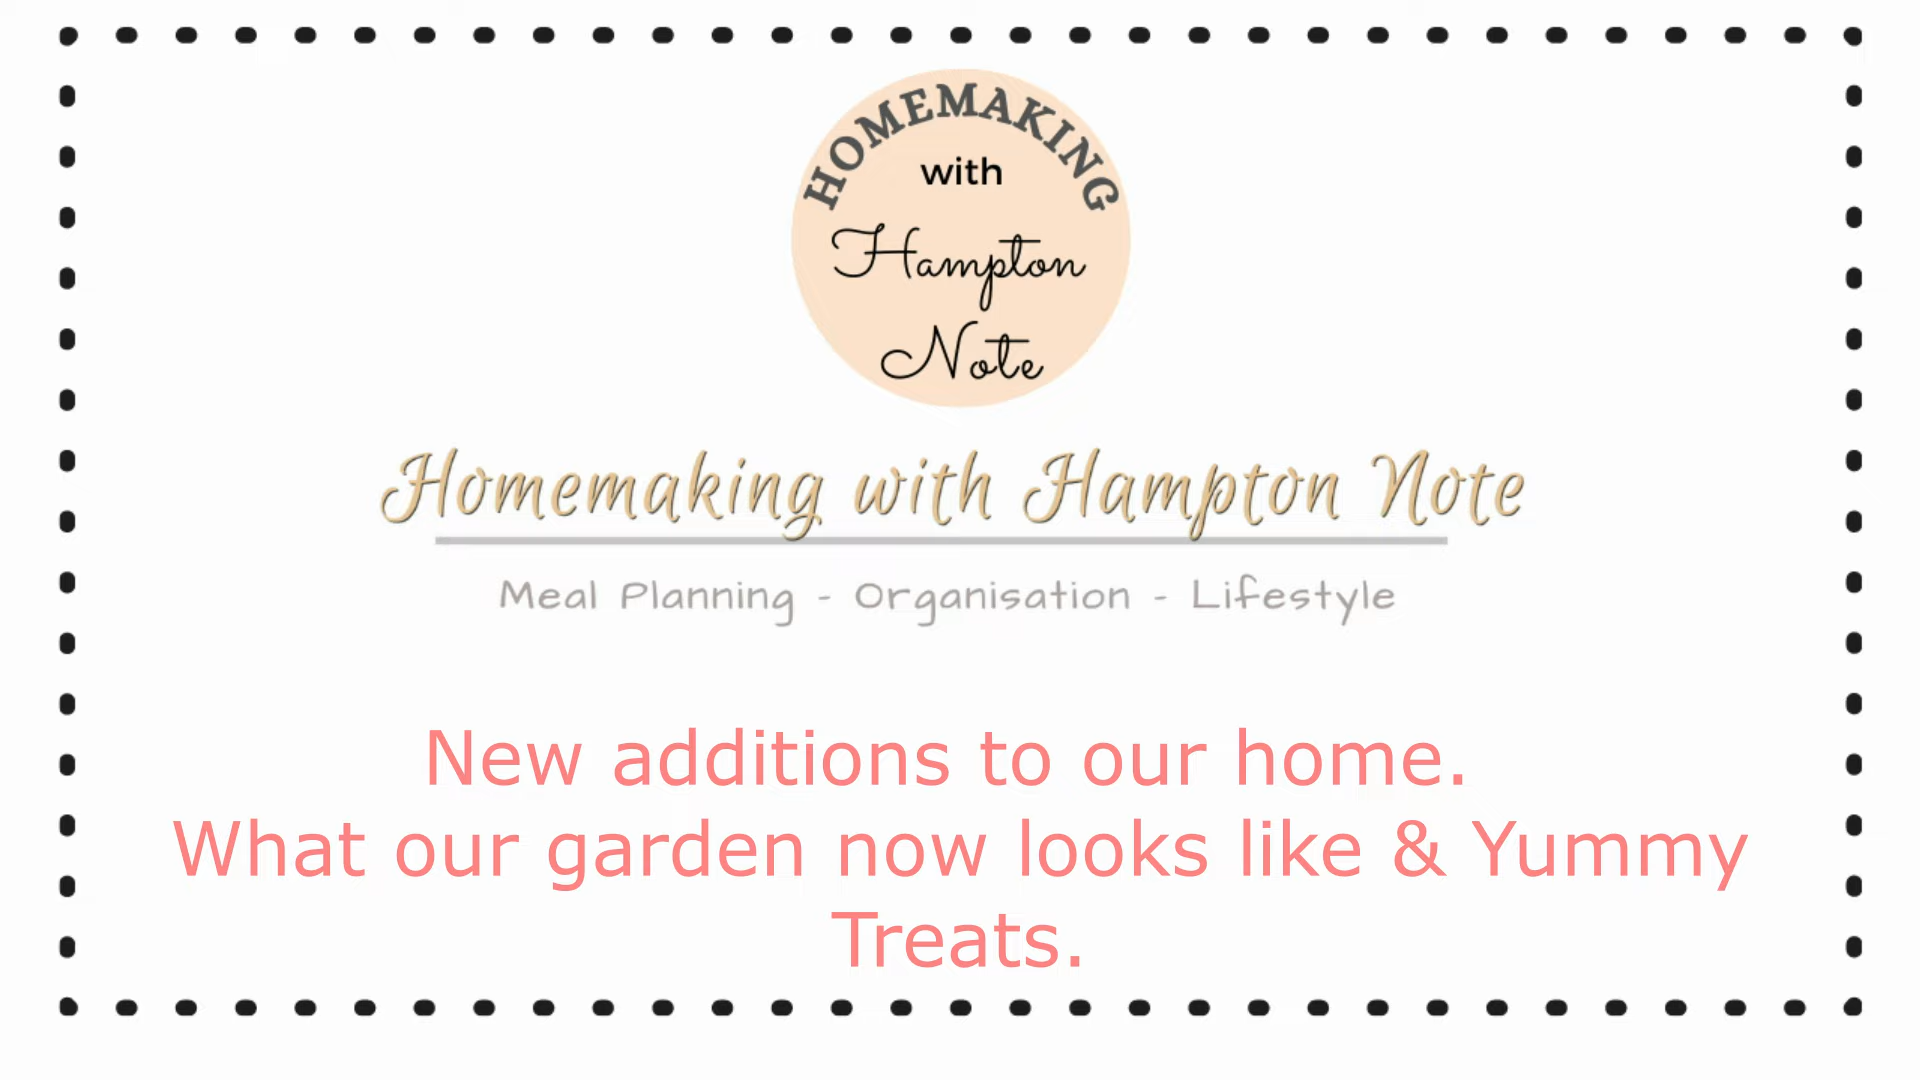 HOMEMAKING
with
Hampton
Note
Homemaking with Hampton Note
Meal Planning - Organisation - Lifestyle
New additions to our home.
What our garden now looks like & Yummy
Treats.